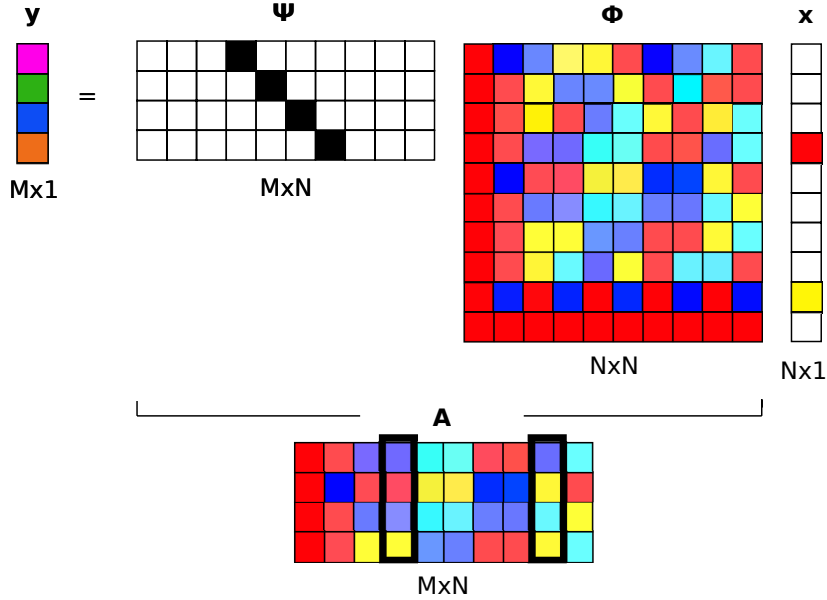 y Ψ Φ x
=
Mx1 MxN
NxN Nx1
A
MxN